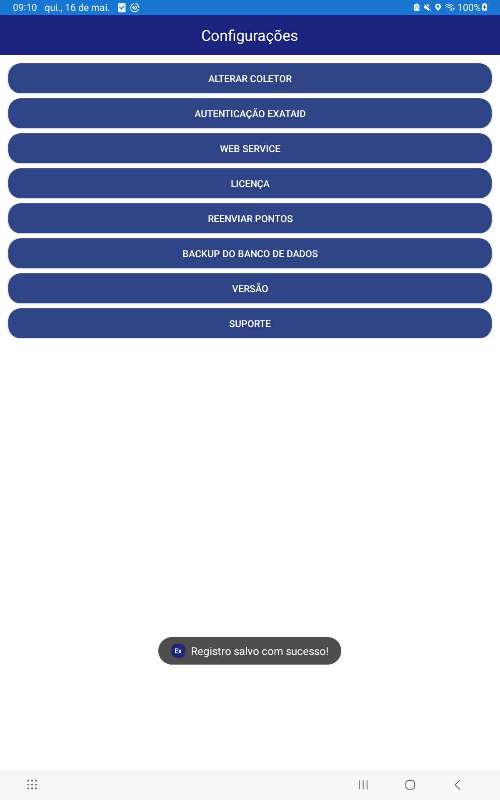 09:10 qui., 16 de mai. 100%
Configurações
ALTERAR COLETOR
AUTENTICAÇÃO EXATAID
WEB SERVICE
LICENÇA
REENVIAR PONTOS
BACKUP DO BANCO DE DADOS
VERSÃO
SUPORTE
Ex Registro salvo com sucesso!